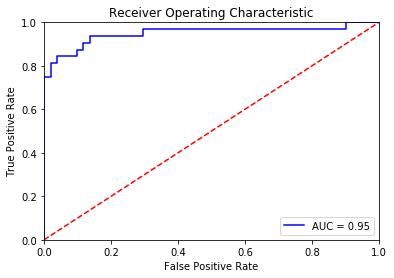 Receiver Operating Characteristic
1.0
0.8
0.6
0.4
0.2
0.0
True Positive Rate
AUC = 0.95
0.0 0.2 0.4 0.6 0.8 1.0
False Positive Rate